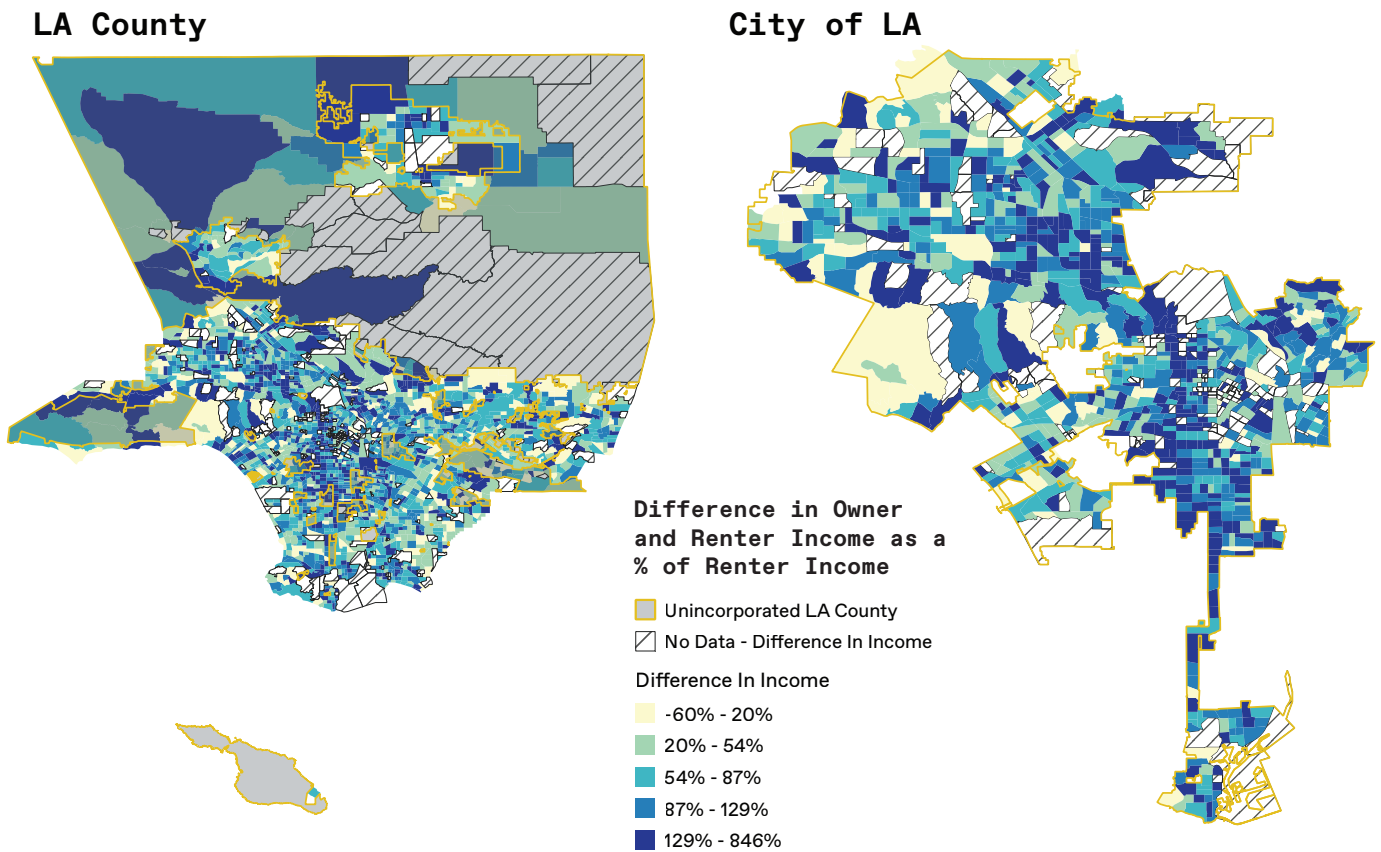 LA County
City of LA
Difference in Owner
and Renter Income as a
% of Renter Income
Unincorporated LA County
No Data - Difference In Income
Difference In Income
-60% - 20%
20% - 54%
54% - 87%
87% - 129%
129% - 846%